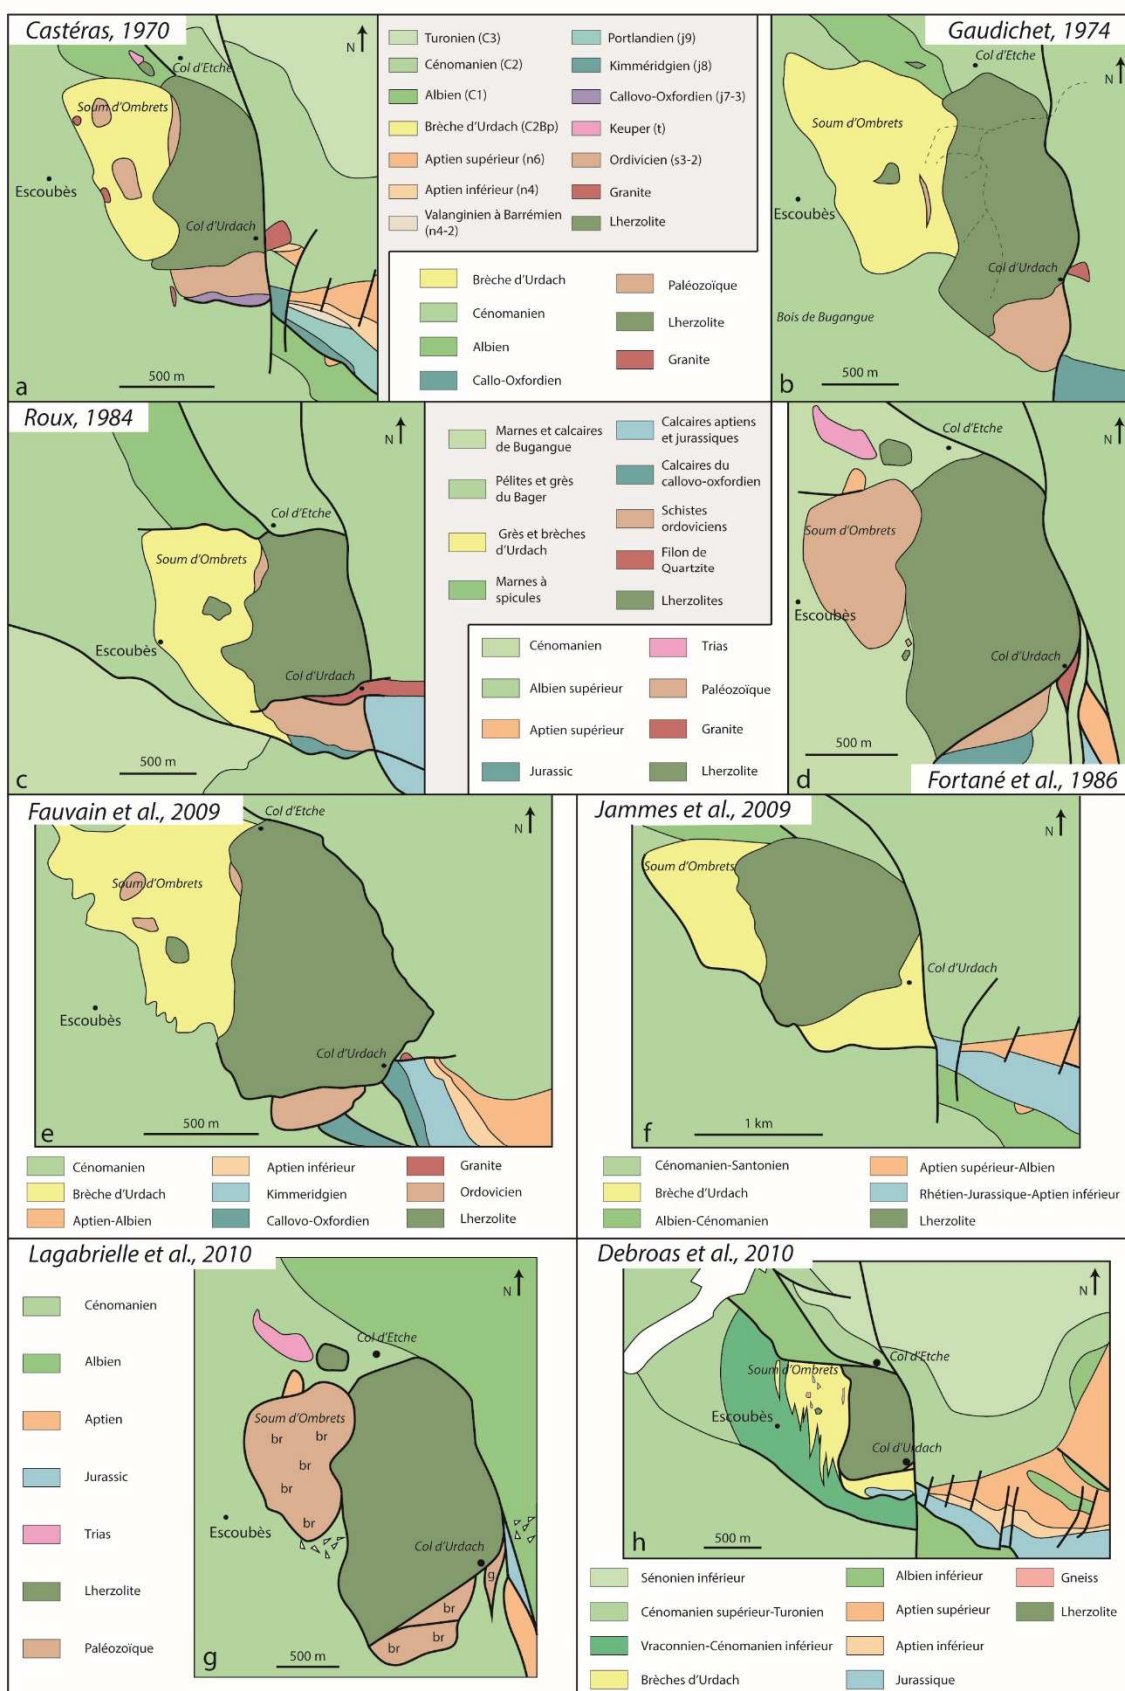 Castéras, 1970
N
Col d'Etche
Soum d'Ombrets
Escoubès
Col d'Urdach
500 m
a
Turonien (C3)
Cénomanien (C2)
Albien (C1)
Brèche d'Urdach (C2Bp)
Aptien supérieur (n6)
Aptien inférieur (n4)
Valanginien à Barrémien
(n4-2)
Portlandien (j9)
Kimméridgien (j8)
Callovo-Oxfordien (j7-3)
Keuper (t)
Ordivicien (s3-2)
Granite
Lherzolite
Brèche d'Urdach
Cénomanien
Albien
Callo-Oxfordien
Paléozoïque
Lherzolite
Granite
Gaudichet, 1974
N
Col d'Etche
Soum d'Ombrets
Escoubès
Col d'Urdach
Bois de Bugangue
500 m
b
Roux, 1984
N
Col d'Etche
Soum d'Ombrets
Escoubès
Col d'Urdach
500 m
c
Marnes et calcaires
de Bugangue
Pélites et grès
du Bager
Grès et brèches
d'Urdach
Marnes à
spicules
Calcaires aptiens
et jurassiques
Calcaires du
callovo-oxfordien
Schistes
ordoviciens
Filon de
Quartzite
Lherzolites
Cénomanien
Albien supérieur
Aptien supérieur
Jurassic
Trias
Paléozoïque
Granite
Lherzolite
N
Col d'Etche
Soum d'Ombrets
Escoubès
Col d'Urdach
500 m
d
Fortané et al., 1986
Fauvain et al., 2009
Col d'Etche
N
Soum d'Ombrets
Escoubès
Col d'Urdach
500 m
e
Cénomanien
Brèche d'Urdach
Aptien-Albien
Aptien inférieur
Kimmeridgien
Callovo-Oxfordien
Granite
Ordovicien
Lherzolite
Jammes et al., 2009
N
Soum d'Ombrets
Col d'Urdach
1 km
f
Cénomanien-Santonien
Brèche d'Urdach
Albien-Cénomanien
Aptien supérieur-Albien
Rhétien-Jurassique-Aptien inférieur
Lherzolite
Lagabrielle et al., 2010
Cénomanien
Albien
Aptien
Jurassic
Trias
Lherzolite
Paléozoïque
N
Col d'Etche
Soum d'Ombrets
br
br
br
br
br
Escoubès
Col d'Urdach
g
br
br
br
500 m
g
Debroas et al., 2010
N
Col d'Etche
Soum d'Ombrets
Escoubès
Col d'Urdach
500 m
h
Sénonien inférieur
Cénomanien supérieur-Turonien
Vraconnien-Cénomanien inférieur
Brèches d'Urdach
Albien inférieur
Aptien supérieur
Aptien inférieur
Jurassique
Gneiss
Lherzolite